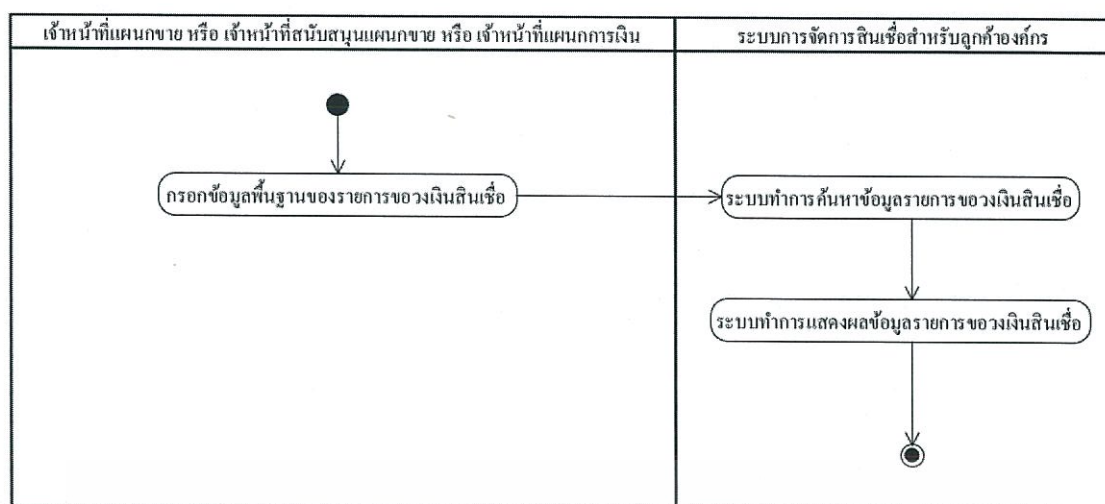 เจ้าหน้าที่แผนกขาย หรือ เจ้าหน้าที่สนับสนุนแผนกขาย หรือ เจ้าหน้าที่แผนกการเงิน
ระบบการจัดการสินเชื่อสำหรับลูกค้าองค์กร
กรอกข้อมูลพื้นฐานของรายการขอวงเงินสินเชื่อ
ระบบทำการค้นหาข้อมูลรายการขอวงเงินสินเชื่อ
ระบบทำการแสดงผลข้อมูลรายการขอวงเงินสินเชื่อ